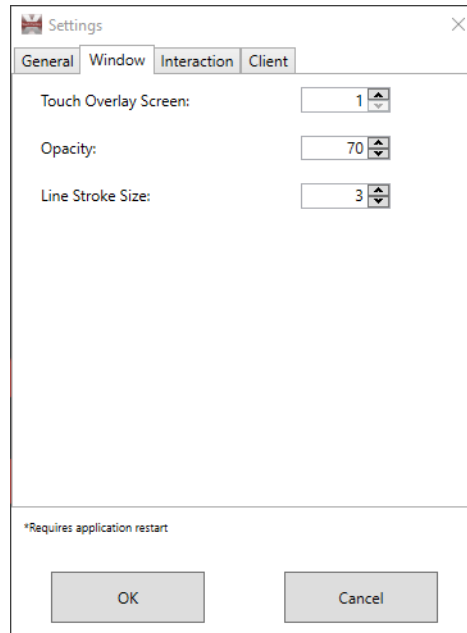 Settings
General Window Interaction Client
Touch Overlay Screen: 1
Opacity: 70
Line Stroke Size: 3
*Requires application restart
OK Cancel